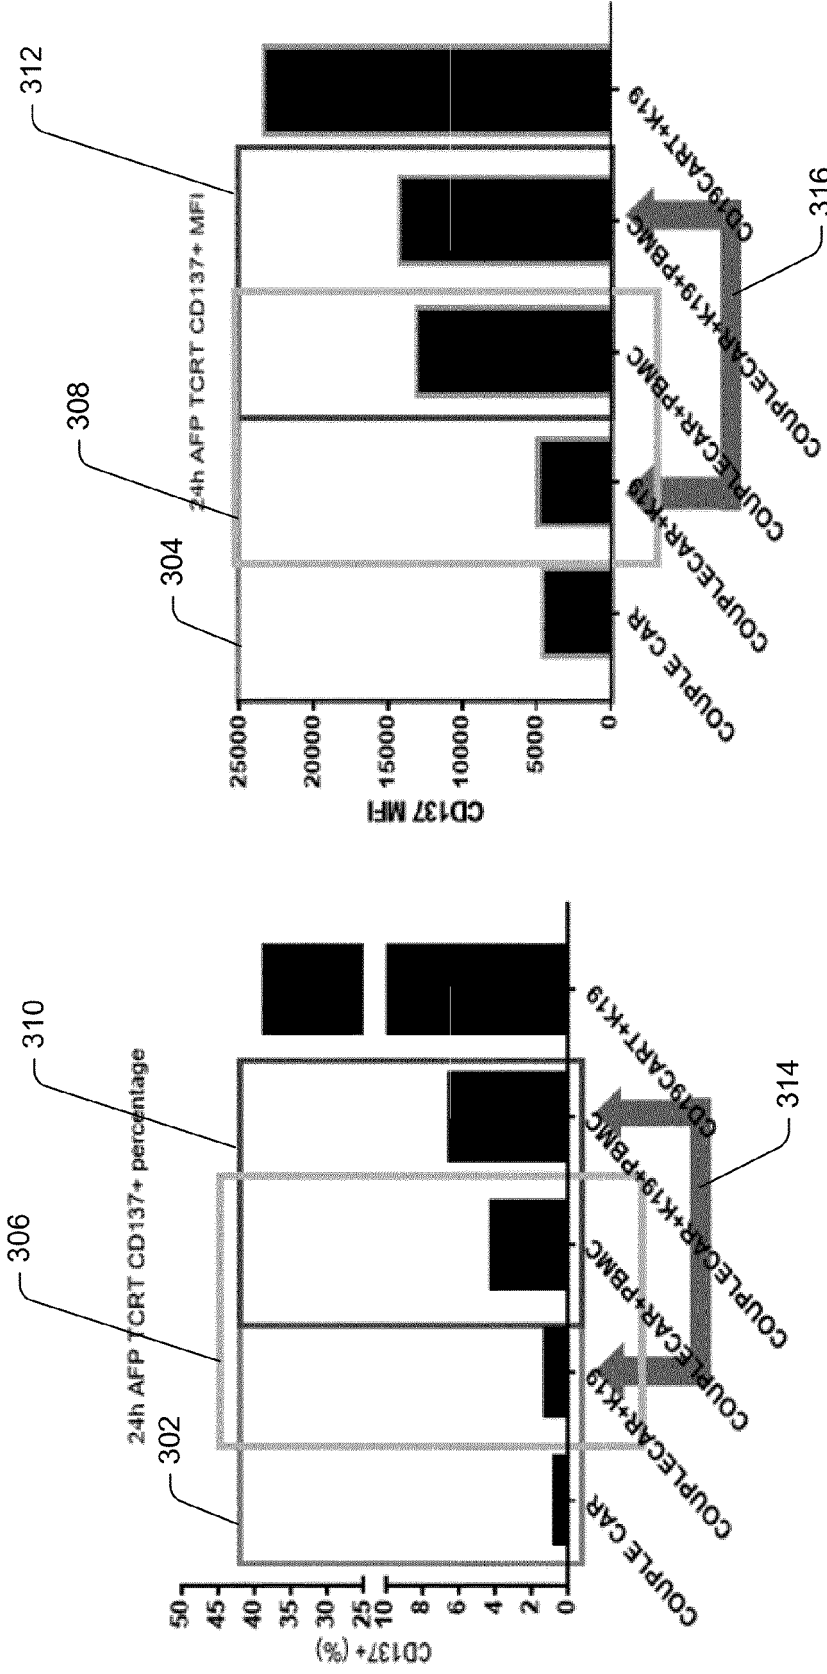 302
306
310
24h AFP TCRT CD137+ percentage
CD137+ (%)
50
45
40
35
30
25
10
8
6
4
2
0
COUPLE CAR
COUPLECAR+K19
COUPLECAR+PBMC
COUPLECAR+K19+PBMC
CD19CART+K19
314
304
308
312
24h AFP TCRT CD137+ MFI
CD137 MFI
25000
20000
15000
10000
5000
0
COUPLE CAR
COUPLECAR+K19
COUPLECAR+PBMC
COUPLECAR+K19+PBMC
CD19CART+K19
316